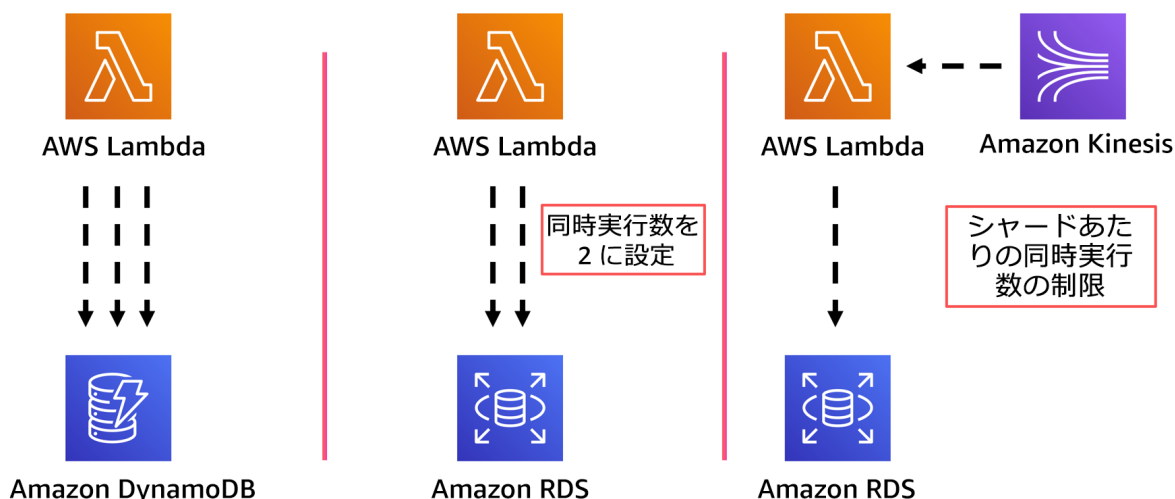 AWS Lambda
AWS Lambda
AWS Lambda
Amazon Kinesis
同時実行数を
2 に設定
シャードあた
りの同時実行
数の制限
Amazon DynamoDB
Amazon RDS
Amazon RDS